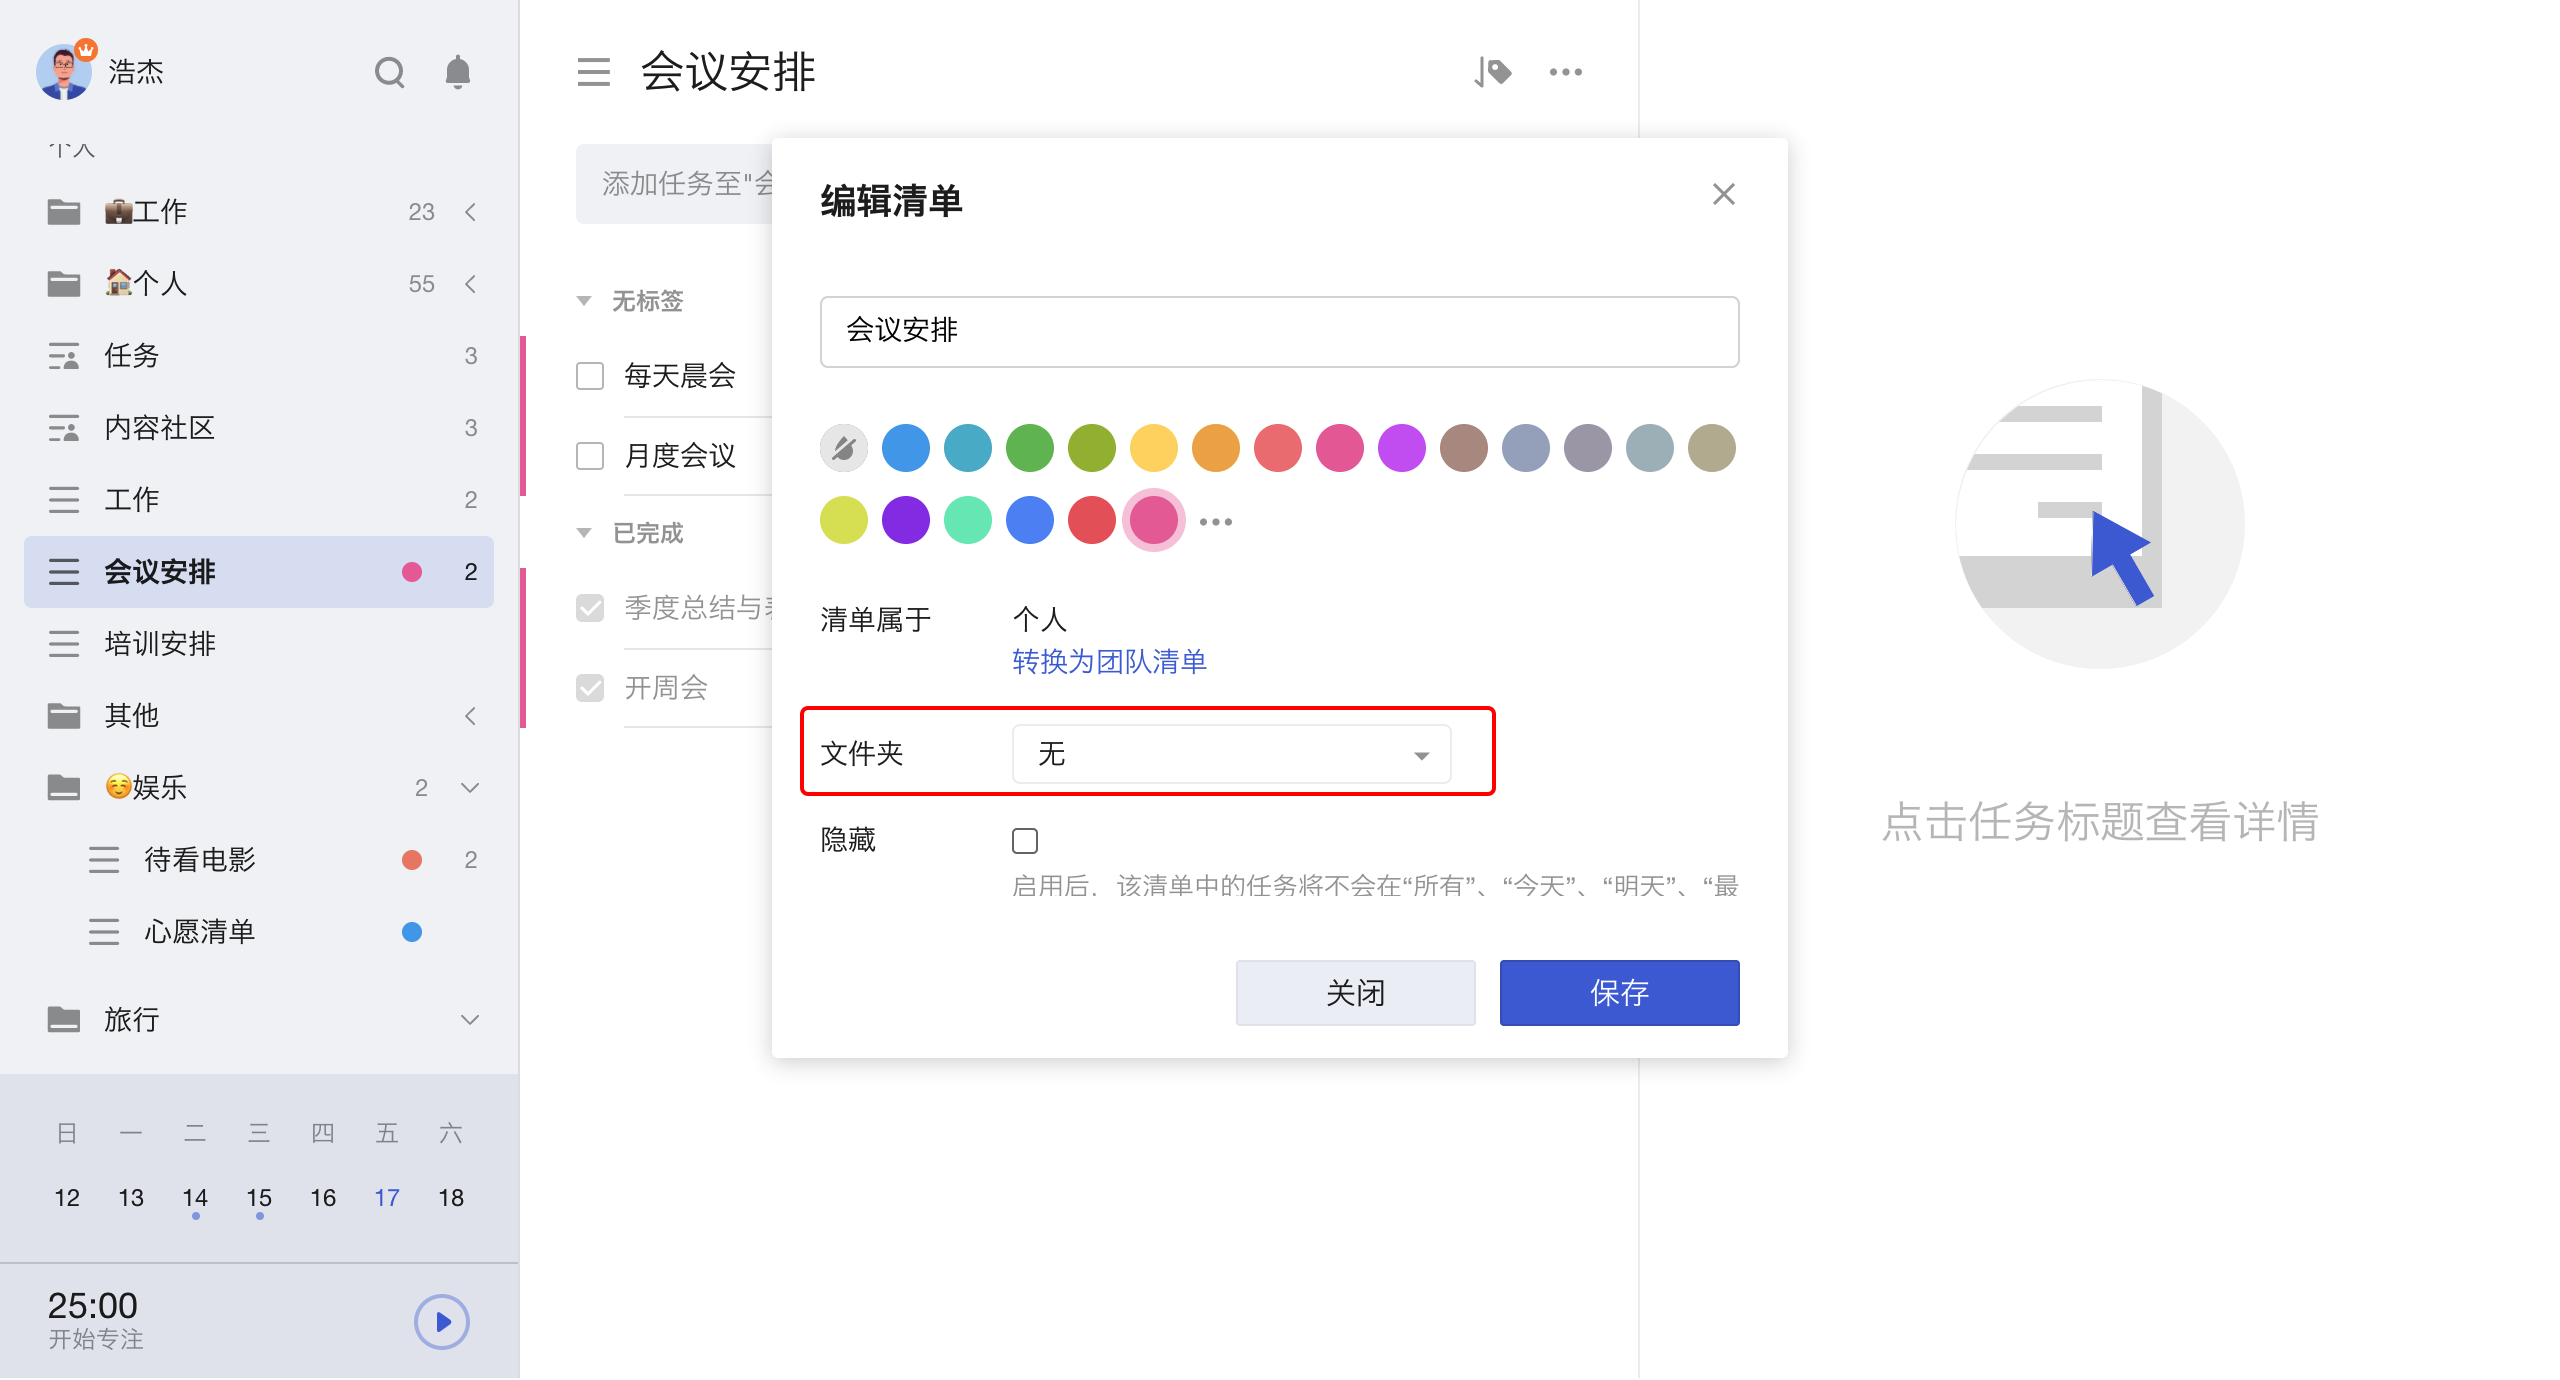 浩杰
个人
工作 23
个人 55
任务 3
内容社区 3
工作 2
会议安排 2
培训安排
其他
娱乐 2
待看电影 2
心愿清单
旅行
日 一 二 三 四 五 六
12 13 14 15 16 17 18
25:00
开始专注
会议安排
添加任务至"会
无标签
每天晨会
月度会议
已完成
季度总结与
开周会
编辑清单
会议安排
清单属于 个人
转换为团队清单
文件夹 无
隐藏
启用后，该清单中的任务将不会在“所有”、“今天”、“明天”、“最
关闭 保存
点击任务标题查看详情